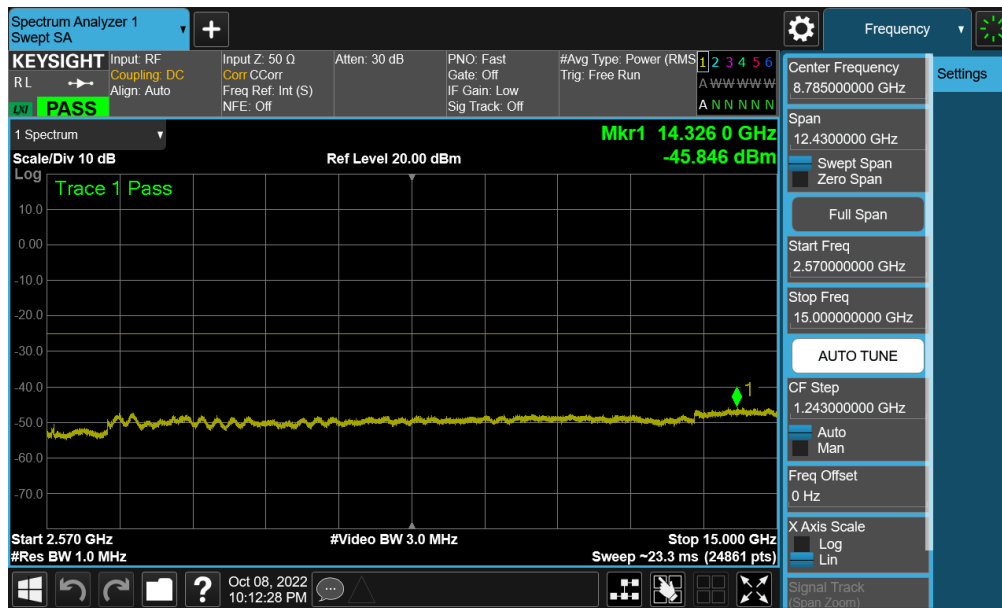 Spectrum Analyzer 1
Swept SA
Frequency
KEYSIGHT
Input: RF
Coupling: DC
Align: Auto
Input Z: 50 Ω
Corr CCorr
Freq Ref: Int (S)
NFE: Off
Atten: 30 dB
PNO: Fast
Gate: Off
IF Gain: Low
Sig Track: Off
#Avg Type: Power (RMS
Trig: Free Run
1 2 3 4 5 6
A W W W W W
A N N N N N
R L
LXI PASS
1 Spectrum
Mkr1 14.326 0 GHz
-45.846 dBm
Scale/Div 10 dB
Ref Level 20.00 dBm
Log
Trace 1 Pass
10.0
0.00
-10.0
-20.0
-30.0
-40.0
1
-50.0
-60.0
-70.0
Start 2.570 GHz
#Video BW 3.0 MHz
Stop 15.000 GHz
#Res BW 1.0 MHz
Sweep ~23.3 ms (24861 pts)
Center Frequency
8.785000000 GHz
Settings
Span
12.4300000 GHz
Swept Span
Zero Span
Full Span
Start Freq
2.570000000 GHz
Stop Freq
15.000000000 GHz
AUTO TUNE
CF Step
1.243000000 GHz
Auto
Man
Freq Offset
0 Hz
X Axis Scale
Log
Lin
Signal Track
(Span Zoom)
?
Oct 08, 2022
10:12:28 PM